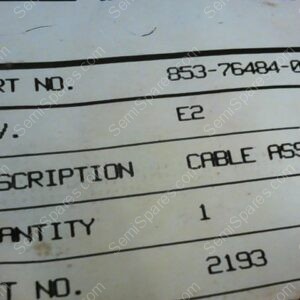 RT NO. 853-76484-0
V. E2
SCRIPTION CABLE ASS
ANTITY 1
T NO. 2193